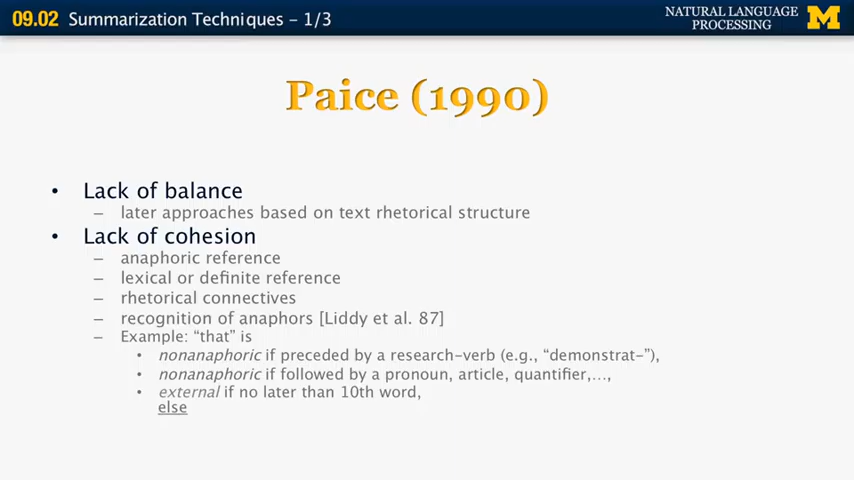 09.02 Summarization Techniques – 1/3
NATURAL LANGUAGE
PROCESSING
M
Paice (1990)
• Lack of balance
– later approaches based on text rhetorical structure
• Lack of cohesion
– anaphoric reference
– lexical or definite reference
– rhetorical connectives
– recognition of anaphors [Liddy et al. 87]
– Example: “that” is
• nonanaphoric if preceded by a research-verb (e.g., “demonstrat-”),
• nonanaphoric if followed by a pronoun, article, quantifier,…,
• external if no later than 10th word,
else